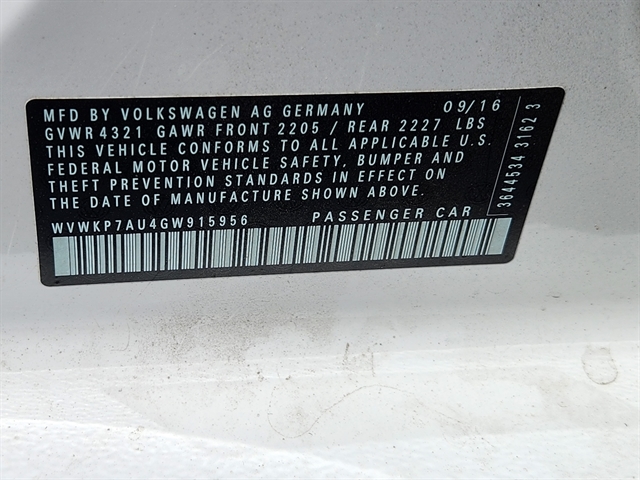 MFD BY VOLKSWAGEN AG GERMANY 09/16
GVWR 4321 GAWR FRONT 2205 / REAR 2227 LBS
THIS VEHICLE CONFORMS TO ALL APPLICABLE U.S.
FEDERAL MOTOR VEHICLE SAFETY, BUMPER AND
THEFT PREVENTION STANDARDS IN EFFECT ON
THE DATE OF MANUFACTURE SHOWN ABOVE.
WVWKP7AU4GW915956 PASSENGER CAR
3644534 3162 3